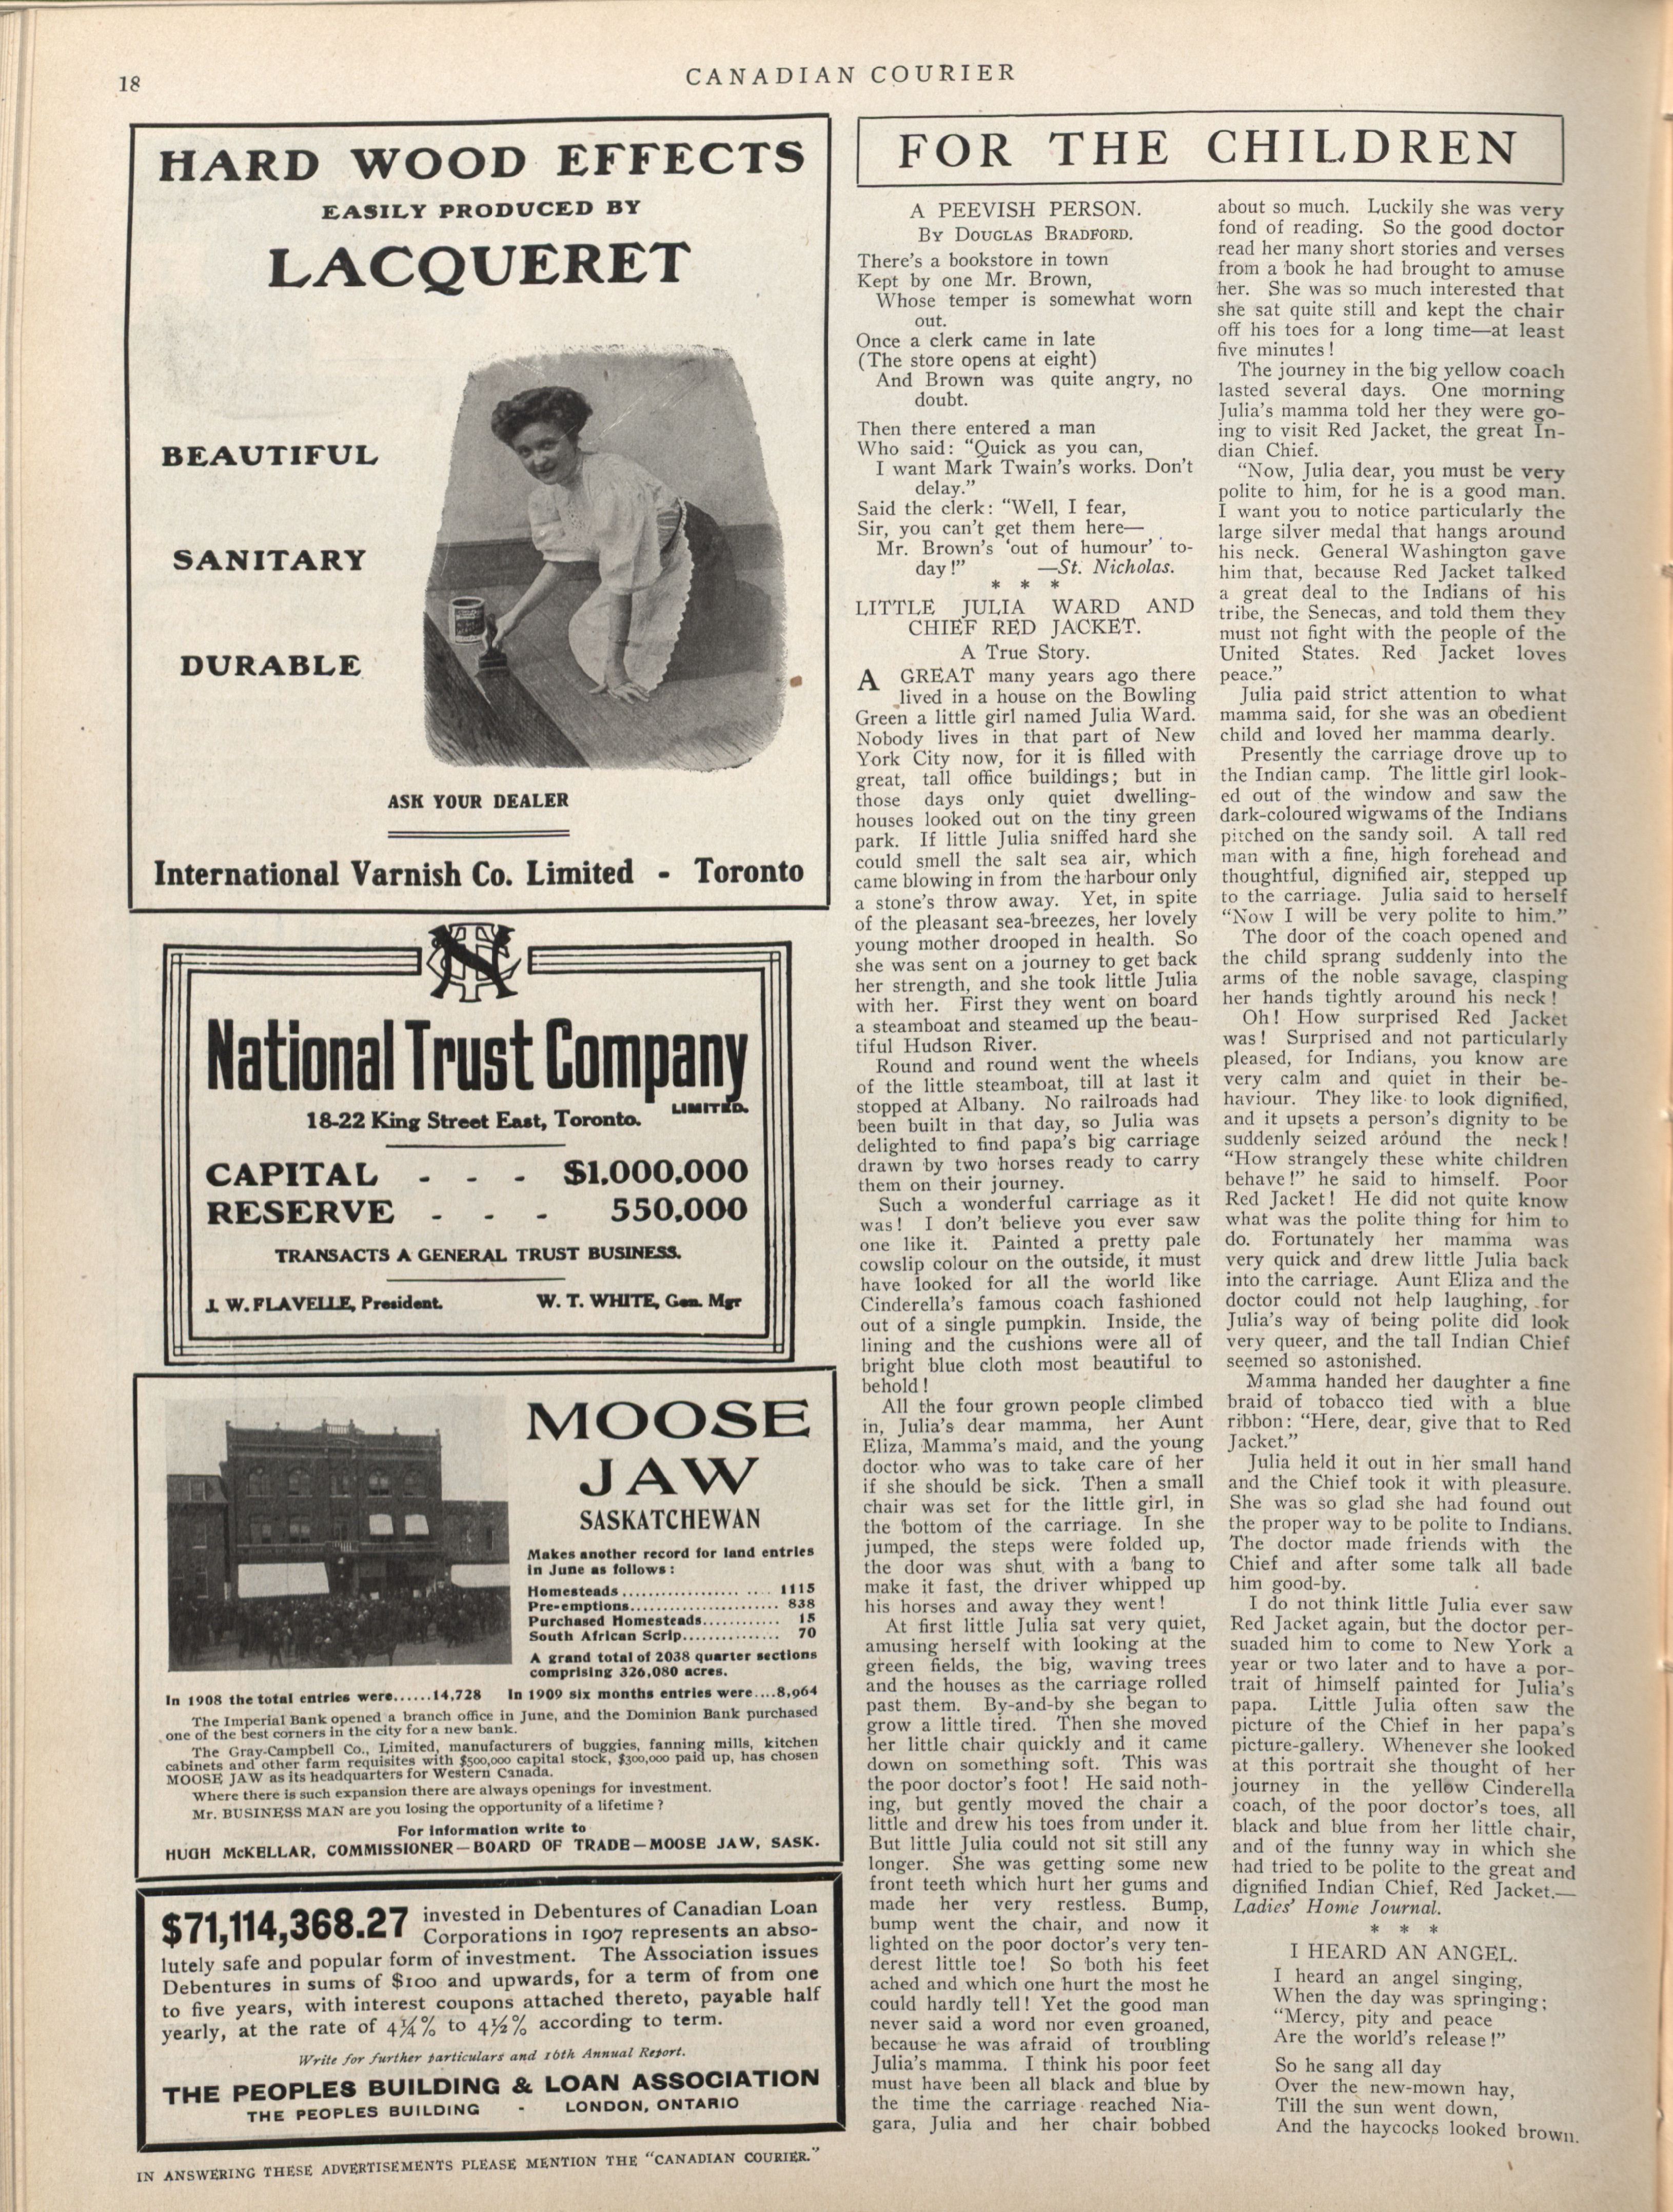 18
CANADIAN COURIER
HARD WOOD EFFECTS
EASILY PRODUCED BY
LACQUERET
BEAUTIFUL
SANITARY
DURABLE
ASK YOUR DEALER
International Varnish Co. Limited - Toronto
National Trust Company
LIMITED.
18-22 King Street East, Toronto.
CAPITAL - - - $1,000,000
RESERVE - - - 550,000
TRANSACTS A GENERAL TRUST BUSINESS.
J. W. FLAVELLE, President. W. T. WHITE, Gen. Mgr
MOOSE
JAW
SASKATCHEWAN
Makes another record for land entries
in June as follows:
Homesteads.................. .... 1115
Pre-emptions........................ 838
Purchased Homesteads............ 15
South African Scrip............... 70
A grand total of 2038 quarter sections
comprising 326,080 acres.
In 1908 the total entries were......14,728 In 1909 six months entries were....8,964
The Imperial Bank opened a branch office in June, and the Dominion Bank purchased
one of the best corners in the city for a new bank.
The Gray-Campbell Co., Limited, manufacturers of buggies, fanning mills, kitchen
cabinets and other farm requisites with $500,000 capital stock, $300,000 paid up, has chosen
MOOSE JAW as its headquarters for Western Canada.
Where there is such expansion there are always openings for investment.
Mr. BUSINESS MAN are you losing the opportunity of a lifetime?
For information write to
HUGH McKELLAR, COMMISSIONER—BOARD OF TRADE—MOOSE JAW, SASK.
$71,114,368.27 invested in Debentures of Canadian Loan
Corporations in 1907 represents an abso-
lutely safe and popular form of investment. The Association issues
Debentures in sums of $100 and upwards, for a term of from one
to five years, with interest coupons attached thereto, payable half
yearly, at the rate of 4¼% to 4½% according to term.
Write for further particulars and 16th Annual Report.
THE PEOPLES BUILDING & LOAN ASSOCIATION
THE PEOPLES BUILDING - LONDON, ONTARIO
IN ANSWERING THESE ADVERTISEMENTS PLEASE MENTION THE "CANADIAN COURIER."
FOR THE CHILDREN
A PEEVISH PERSON.
By Douglas Bradford.
There's a bookstore in town
Kept by one Mr. Brown,
Whose temper is somewhat worn
out.
Once a clerk came in late
(The store opens at eight)
And Brown was quite angry, no
doubt.
Then there entered a man
Who said: "Quick as you can,
I want Mark Twain's works. Don't
delay."
Said the clerk: "Well, I fear,
Sir, you can't get them here—
Mr. Brown's 'out of humour' to-
day!" —St. Nicholas.
* * *
LITTLE JULIA WARD AND
CHIEF RED JACKET.
A True Story.
A GREAT many years ago there
lived in a house on the Bowling
Green a little girl named Julia Ward.
Nobody lives in that part of New
York City now, for it is filled with
great, tall office buildings; but in
those days only quiet dwelling-
houses looked out on the tiny green
park. If little Julia sniffed hard she
could smell the salt sea air, which
came blowing in from the harbour only
a stone's throw away. Yet, in spite
of the pleasant sea-breezes, her lovely
young mother drooped in health. So
she was sent on a journey to get back
her strength, and she took little Julia
with her. First they went on board
a steamboat and steamed up the beau-
tiful Hudson River.
Round and round went the wheels
of the little steamboat, till at last it
stopped at Albany. No railroads had
been built in that day, so Julia was
delighted to find papa's big carriage
drawn by two horses ready to carry
them on their journey.
Such a wonderful carriage as it
was! I don't believe you ever saw
one like it. Painted a pretty pale
cowslip colour on the outside, it must
have looked for all the world like
Cinderella's famous coach fashioned
out of a single pumpkin. Inside, the
lining and the cushions were all of
bright blue cloth most beautiful to
behold!
All the four grown people climbed
in, Julia's dear mamma, her Aunt
Eliza, Mamma's maid, and the young
doctor who was to take care of her
if she should be sick. Then a small
chair was set for the little girl, in
the bottom of the carriage. In she
jumped, the steps were folded up,
the door was shut with a bang to
make it fast, the driver whipped up
his horses and away they went!
At first little Julia sat very quiet,
amusing herself with looking at the
green fields, the big, waving trees
and the houses as the carriage rolled
past them. By-and-by she began to
grow a little tired. Then she moved
her little chair quickly and it came
down on something soft. This was
the poor doctor's foot! He said noth-
ing, but gently moved the chair a
little and drew his toes from under it.
But little Julia could not sit still any
longer. She was getting some new
front teeth which hurt her gums and
made her very restless. Bump,
bump went the chair, and now it
lighted on the poor doctor's very ten-
derest little toe! So both his feet
ached and which one hurt the most he
could hardly tell! Yet the good man
never said a word nor even groaned,
because he was afraid of troubling
Julia's mamma. I think his poor feet
must have been all black and blue by
the time the carriage reached Nia-
gara, Julia and her chair bobbed
about so much. Luckily she was very
fond of reading. So the good doctor
read her many short stories and verses
from a book he had brought to amuse
her. She was so much interested that
she sat quite still and kept the chair
off his toes for a long time—at least
five minutes!
The journey in the big yellow coach
lasted several days. One morning
Julia's mamma told her they were go-
ing to visit Red Jacket, the great In-
dian Chief.
"Now, Julia dear, you must be very
polite to him, for he is a good man.
I want you to notice particularly the
large silver medal that hangs around
his neck. General Washington gave
him that, because Red Jacket talked
a great deal to the Indians of his
tribe, the Senecas, and told them they
must not fight with the people of the
United States. Red Jacket loves
peace."
Julia paid strict attention to what
mamma said, for she was an obedient
child and loved her mamma dearly.
Presently the carriage drove up to
the Indian camp. The little girl look-
ed out of the window and saw the
dark-coloured wigwams of the Indians
pitched on the sandy soil. A tall red
man with a fine, high forehead and
thoughtful, dignified air, stepped up
to the carriage. Julia said to herself
"Now I will be very polite to him."
The door of the coach opened and
the child sprang suddenly into the
arms of the noble savage, clasping
her hands tightly around his neck!
Oh! How surprised Red Jacket
was! Surprised and not particularly
pleased, for Indians, you know are
very calm and quiet in their be-
haviour. They like to look dignified,
and it upsets a person's dignity to be
suddenly seized around the neck!
"How strangely these white children
behave!" he said to himself. Poor
Red Jacket! He did not quite know
what was the polite thing for him to
do. Fortunately her mamma was
very quick and drew little Julia back
into the carriage. Aunt Eliza and the
doctor could not help laughing, for
Julia's way of being polite did look
very queer, and the tall Indian Chief
seemed so astonished.
Mamma handed her daughter a fine
braid of tobacco tied with a blue
ribbon: "Here, dear, give that to Red
Jacket."
Julia held it out in her small hand
and the Chief took it with pleasure.
She was so glad she had found out
the proper way to be polite to Indians.
The doctor made friends with the
Chief and after some talk all bade
him good-by.
I do not think little Julia ever saw
Red Jacket again, but the doctor per-
suaded him to come to New York a
year or two later and to have a por-
trait of himself painted for Julia's
papa. Little Julia often saw the
picture of the Chief in her papa's
picture-gallery. Whenever she looked
at this portrait she thought of her
journey in the yellow Cinderella
coach, of the poor doctor's toes, all
black and blue from her little chair,
and of the funny way in which she
had tried to be polite to the great and
dignified Indian Chief, Red Jacket.—
Ladies' Home Journal.
* * *
I HEARD AN ANGEL.
I heard an angel singing,
When the day was springing;
"Mercy, pity and peace
Are the world's release!"
So he sang all day
Over the new-mown hay,
Till the sun went down,
And the haycocks looked brown.